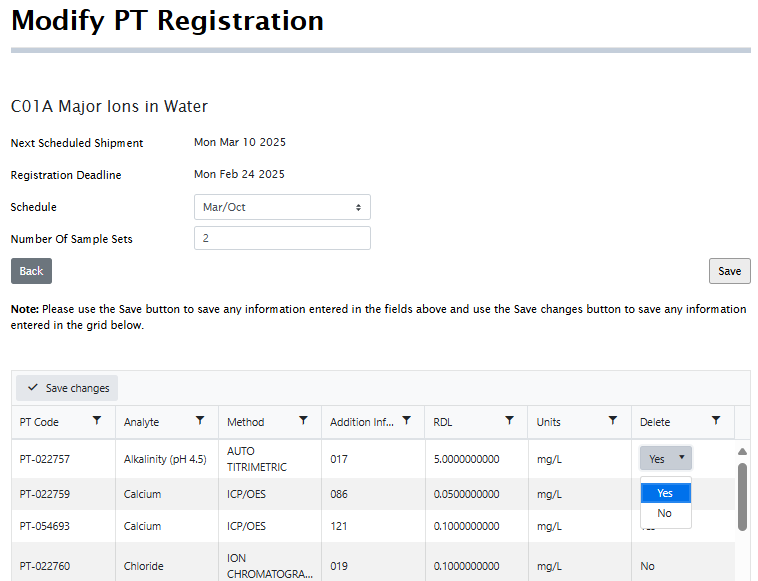 Modify PT Registration
C01A Major Ions in Water
Next Scheduled Shipment Mon Mar 10 2025
Registration Deadline Mon Feb 24 2025
Schedule Mar/Oct
Number Of Sample Sets 2
Back Save
Note: Please use the Save button to save any information entered in the fields above and use the Save changes button to save any information
entered in the grid below.
Save changes
PT Code Analyte Method Addition Inf... RDL Units Delete
PT-022757 Alkalinity (pH 4.5) AUTO
TITRIMETRIC 017 5.0000000000 mg/L Yes
PT-022759 Calcium ICP/OES 086 0.0500000000 mg/L Yes
No
PT-054693 Calcium ICP/OES 121 0.1000000000 mg/L
PT-022760 Chloride ION
CHROMATOGRA... 019 0.1000000000 mg/L No